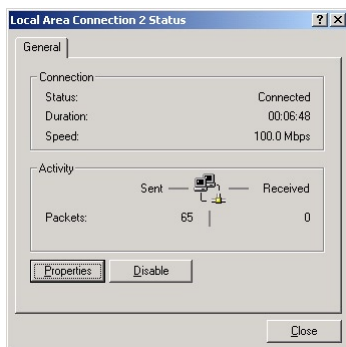 Local Area Connection 2 Status
General
Connection
Status: Connected
Duration: 00:06:48
Speed: 100.0 Mbps
Activity
Sent Received
Packets: 65 0
Properties Disable
Close